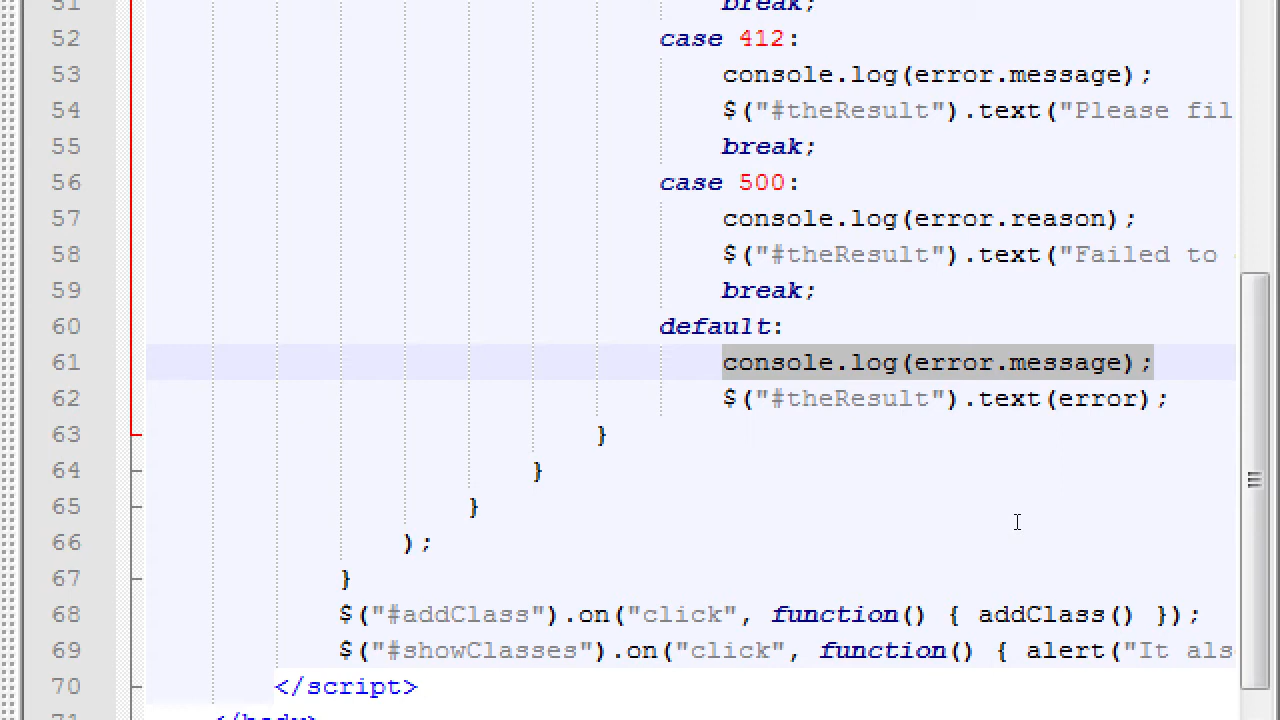 51 break;
52 case 412:
53 console.log(error.message);
54 $("#theResult").text("Please fil
55 break;
56 case 500:
57 console.log(error.reason);
58 $("#theResult").text("Failed to
59 break;
60 default:
61 console.log(error.message);
62 $("#theResult").text(error);
63 }
64 }
65 }
66 );
67 }
68 $("#addClass").on("click", function() { addClass() });
69 $("#showClasses").on("click", function() { alert("It als
70 </script>
71 </body>